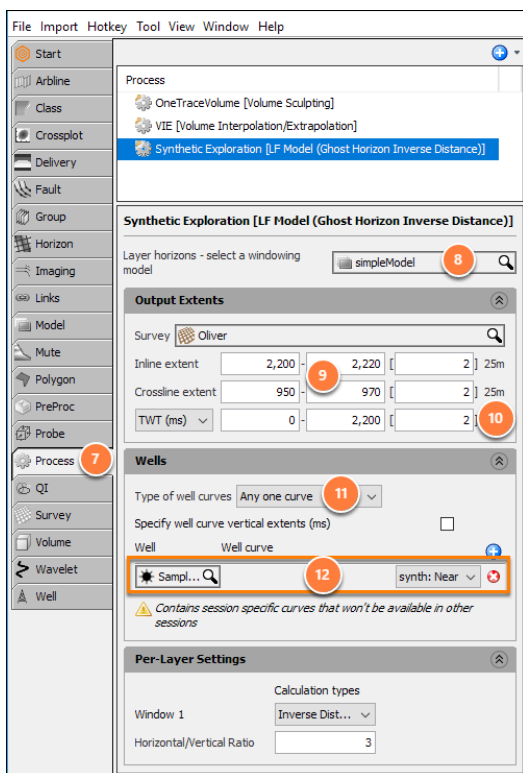 File Import Hotkey Tool View Window Help
Start
Arbline
Class
Crossplot
Delivery
Fault
Group
Horizon
Imaging
Links
Model
Mute
Polygon
PreProc
Probe
Process 7
QI
Survey
Volume
Wavelet
Well
Process
OneTraceVolume [Volume Sculpting]
VIE [Volume Interpolation/Extrapolation]
Synthetic Exploration [LF Model (Ghost Horizon Inverse Distance)]
Synthetic Exploration [LF Model (Ghost Horizon Inverse Distance)]
Layer horizons - select a windowing
model
simpleModel 8
Output Extents
Survey Oliver
Inline extent 2,200 - 2,220 [ 2 ] 25m
9
Crossline extent 950 - 970 [ 2 ] 25m
TWT (ms) 0 - 2,200 [ 2 ] 10
Wells
Type of well curves Any one curve 11
Specify well curve vertical extents (ms)
Well Well curve
Sampl... 12 synth: Near
Contains session specific curves that won't be available in other
sessions
Per-Layer Settings
Calculation types
Window 1 Inverse Dist...
Horizontal/Vertical Ratio 3